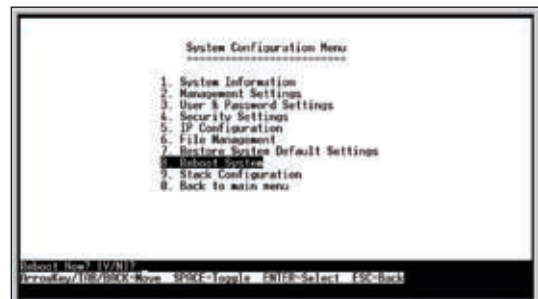 System Configuration Menu
========================
1. System Information
2. Management Settings
3. User & Password Settings
4. Security Settings
5. IP Configuration
6. File Management
7. Restore System Default Settings
8. Reboot System
9. Stack Configuration
0. Back to main menu
Reboot Now? [Y/N]?
ArrowKey/TAB/BACK-Move SPACE-Toggle ENTER-Select ESC-Back